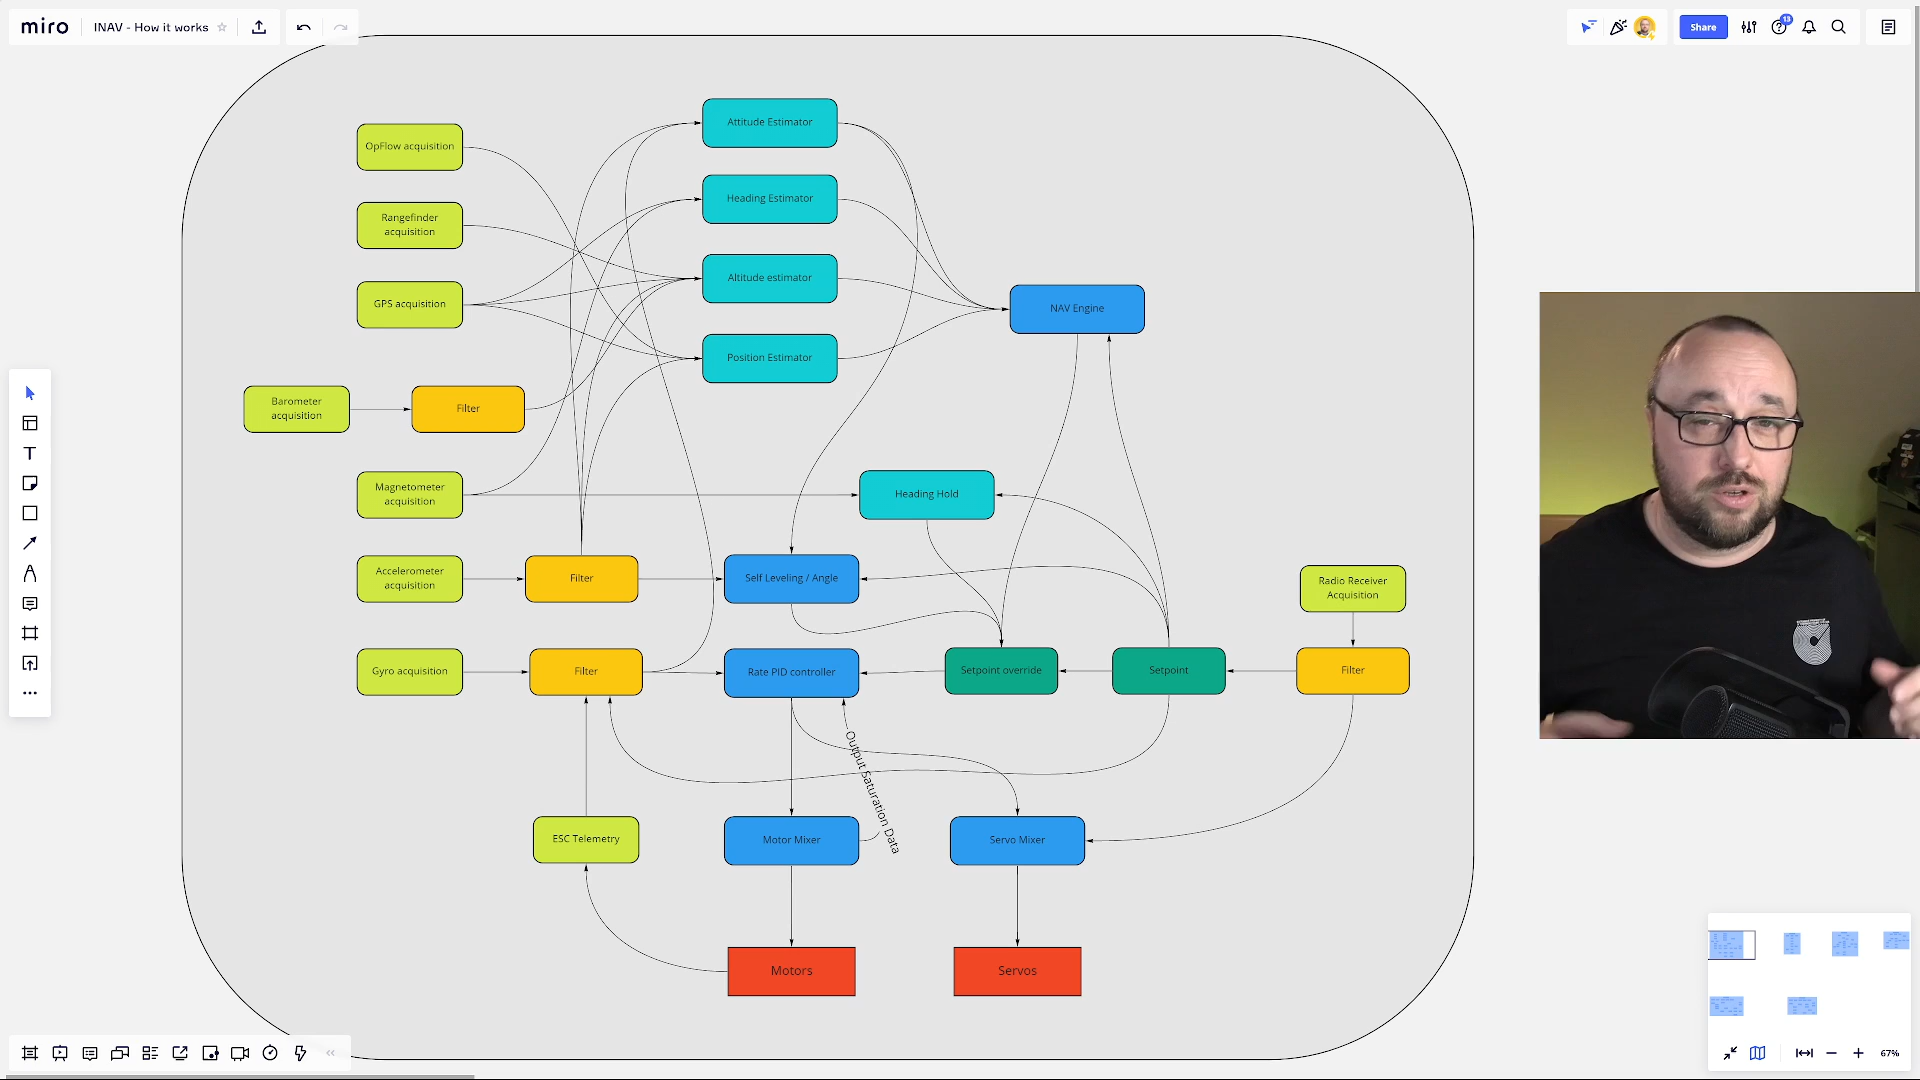 miro
INAV - How it works
Share
13
Attitude Estimator
OpFlow acquisition
Heading Estimator
Rangefinder
acquisition
Altitude estimator
GPS acquisition
NAV Engine
Position Estimator
Barometer
acquisition
Filter
Magnetometer
acquisition
Heading Hold
Accelerometer
acquisition
Filter
Self Leveling / Angle
Radio Receiver
Acquisition
Gyro acquisition
Filter
Rate PID controller
Setpoint override
Setpoint
Filter
Output Saturation Data
ESC Telemetry
Motor Mixer
Servo Mixer
Motors
Servos
67%